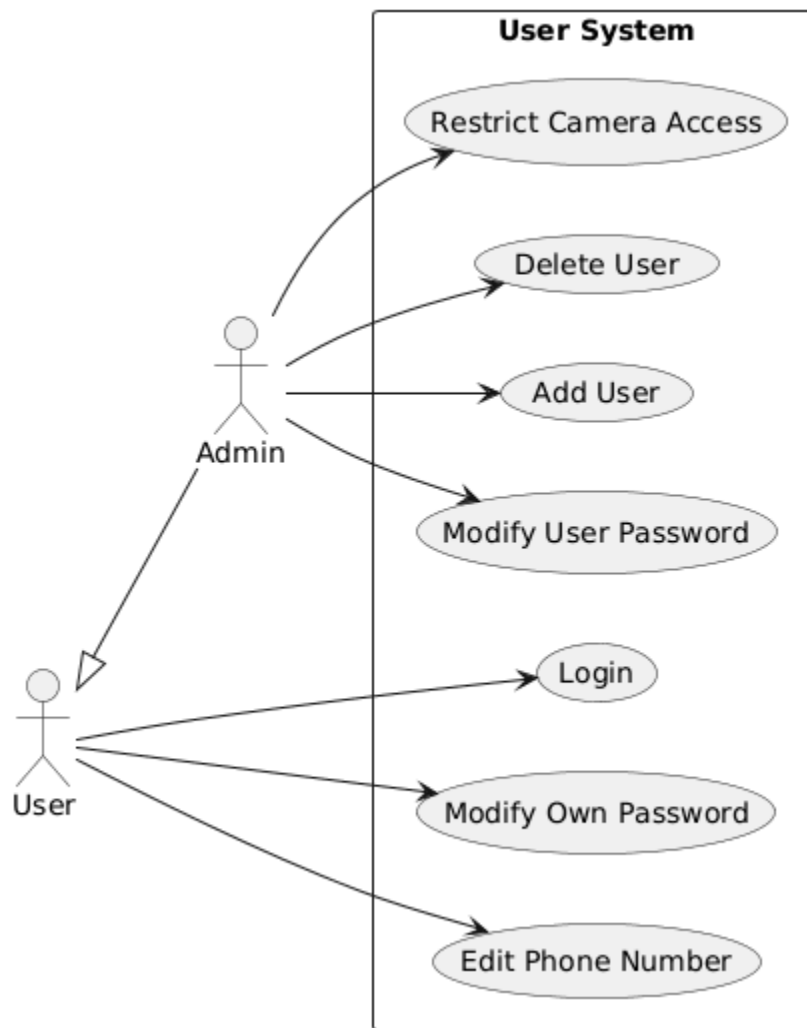 User System
Restrict Camera Access
Delete User
Add User
Admin
Modify User Password
Login
User
Modify Own Password
Edit Phone Number